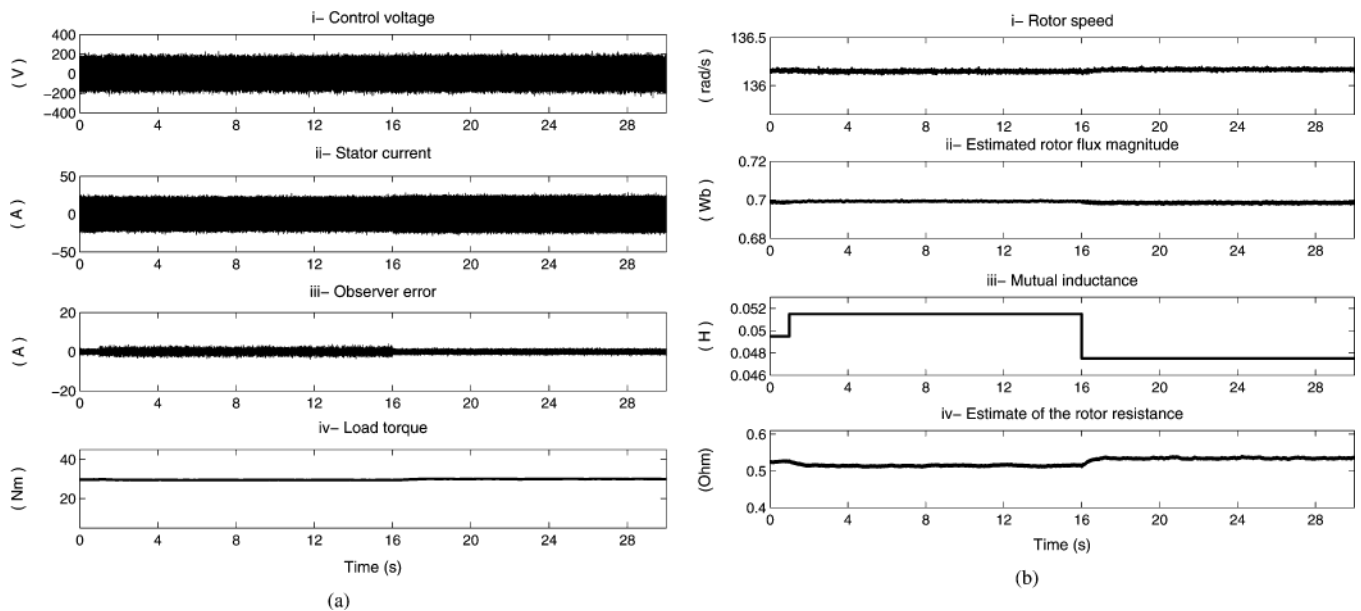 i– Control voltage
400
200
0
−200
−400
( V )
0 4 8 12 16 20 24 28
ii– Stator current
50
0
−50
( A )
0 4 8 12 16 20 24 28
iii– Observer error
20
0
−20
( A )
0 4 8 12 16 20 24 28
iv– Load torque
40
20
( Nm )
0 4 8 12 16 20 24 28
Time (s)
(a)
i– Rotor speed
136.5
136
( rad/s )
0 4 8 12 16 20 24 28
ii– Estimated rotor flux magnitude
0.72
0.7
0.68
( Wb )
0 4 8 12 16 20 24 28
iii– Mutual inductance
0.052
0.05
0.048
0.046
( H )
0 4 8 12 16 20 24 28
iv– Estimate of the rotor resistance
0.6
0.5
0.4
(Ohm)
0 4 8 12 16 20 24 28
Time (s)
(b)